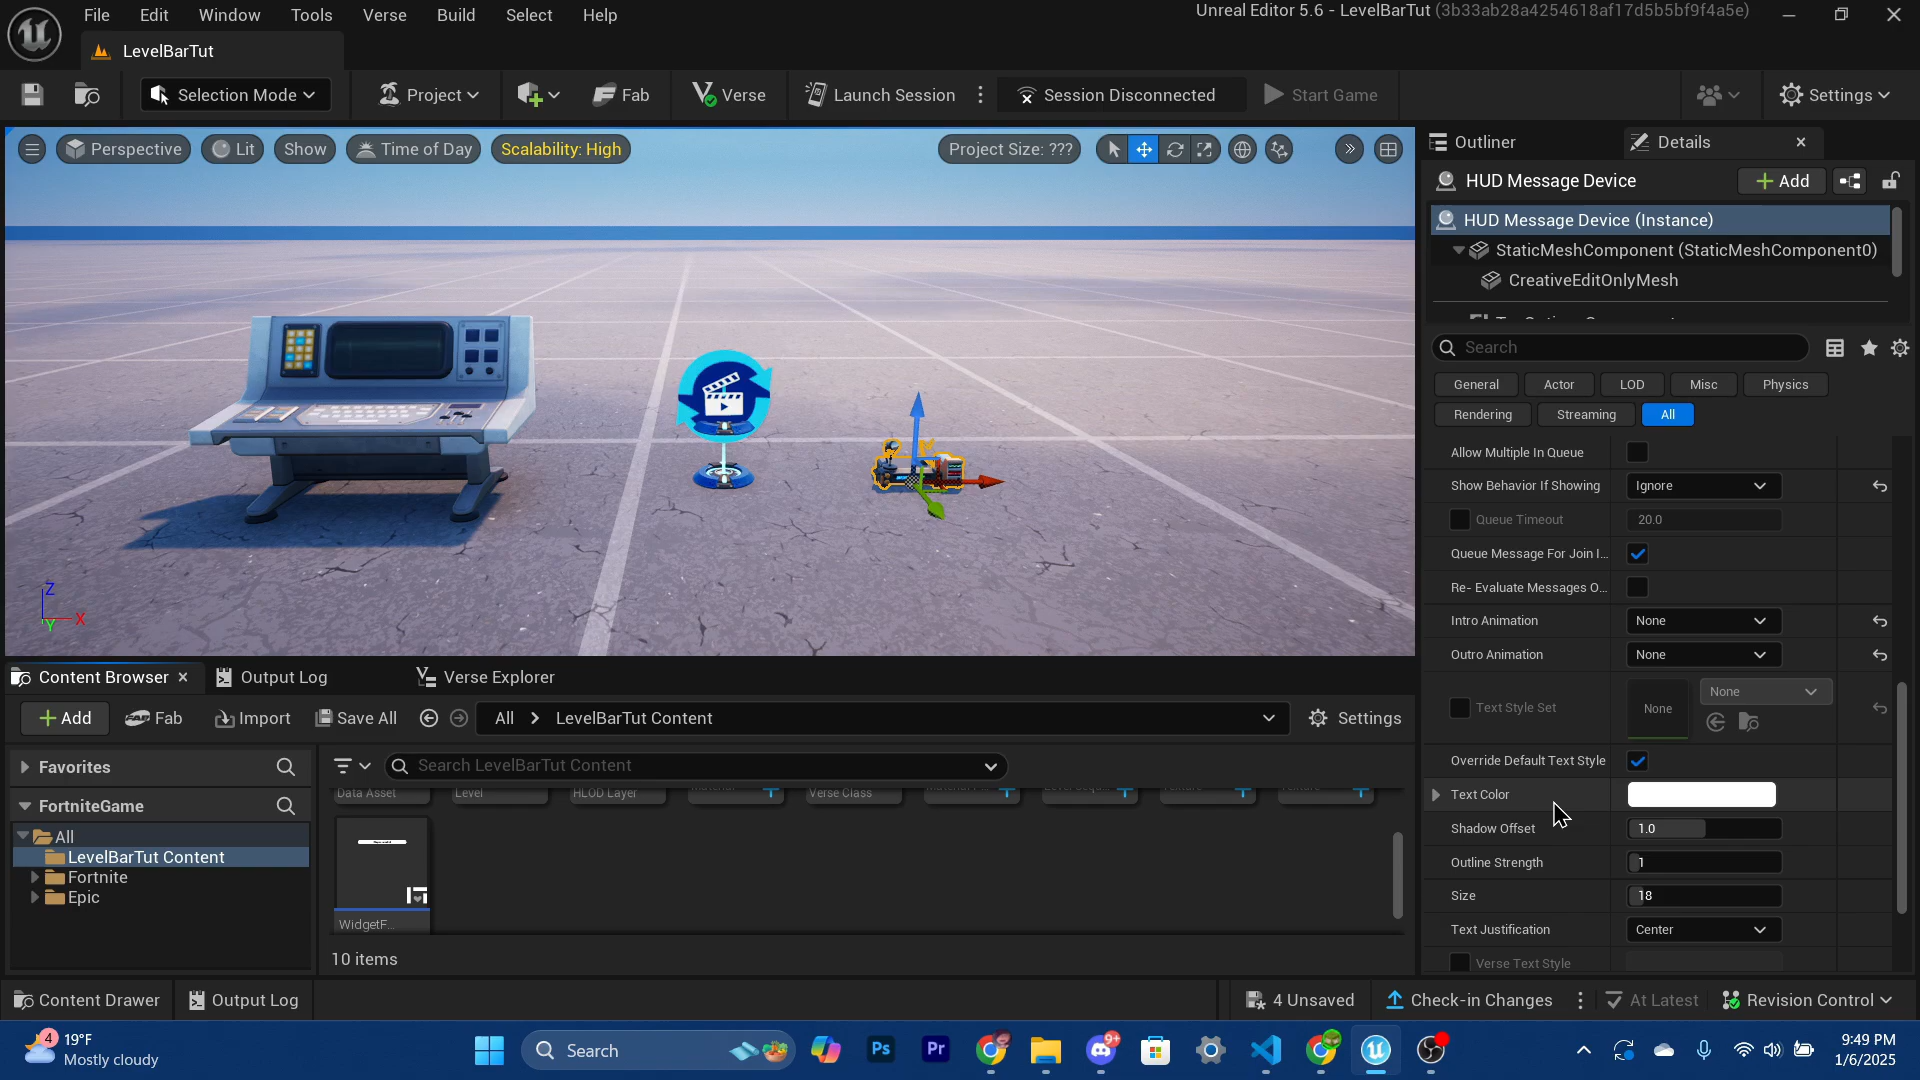 File Edit Window Tools Verse Build Select Help
Unreal Editor 5.6 - LevelBarTut (3b33ab28a4254618af17d5b5bf9f4a5e)
LevelBarTut
Selection Mode
Project
Fab
Verse
Launch Session
Session Disconnected
Start Game
Settings
Perspective
Lit
Show
Time of Day
Scalability: High
Project Size: ???
Z
X
Y
Outliner
Details
HUD Message Device
Add
HUD Message Device (Instance)
StaticMeshComponent (StaticMeshComponent0)
CreativeEditOnlyMesh
Search
General Actor LOD Misc Physics
Rendering Streaming All
Allow Multiple In Queue
Show Behavior If Showing Ignore
Queue Timeout 20.0
Queue Message For Join I...
Re- Evaluate Messages O...
Intro Animation None
Outro Animation None
Text Style Set None None
Override Default Text Style
Text Color
Shadow Offset 1.0
Outline Strength 1
Size 18
Text Justification Center
Verse Text Style
Content Browser
Output Log
Verse Explorer
Add
Fab
Import
Save All
All
LevelBarTut Content
Settings
Favorites
FortniteGame
All
LevelBarTut Content
Fortnite
Epic
Search LevelBarTut Content
Data Asset Level HLOD Layer Verse Class
WidgetF...
10 items
Content Drawer
Output Log
4 Unsaved
Check-in Changes
At Latest
Revision Control
4
19°F
Mostly cloudy
Search
Ps
Pr
9+
9:49 PM
1/6/2025